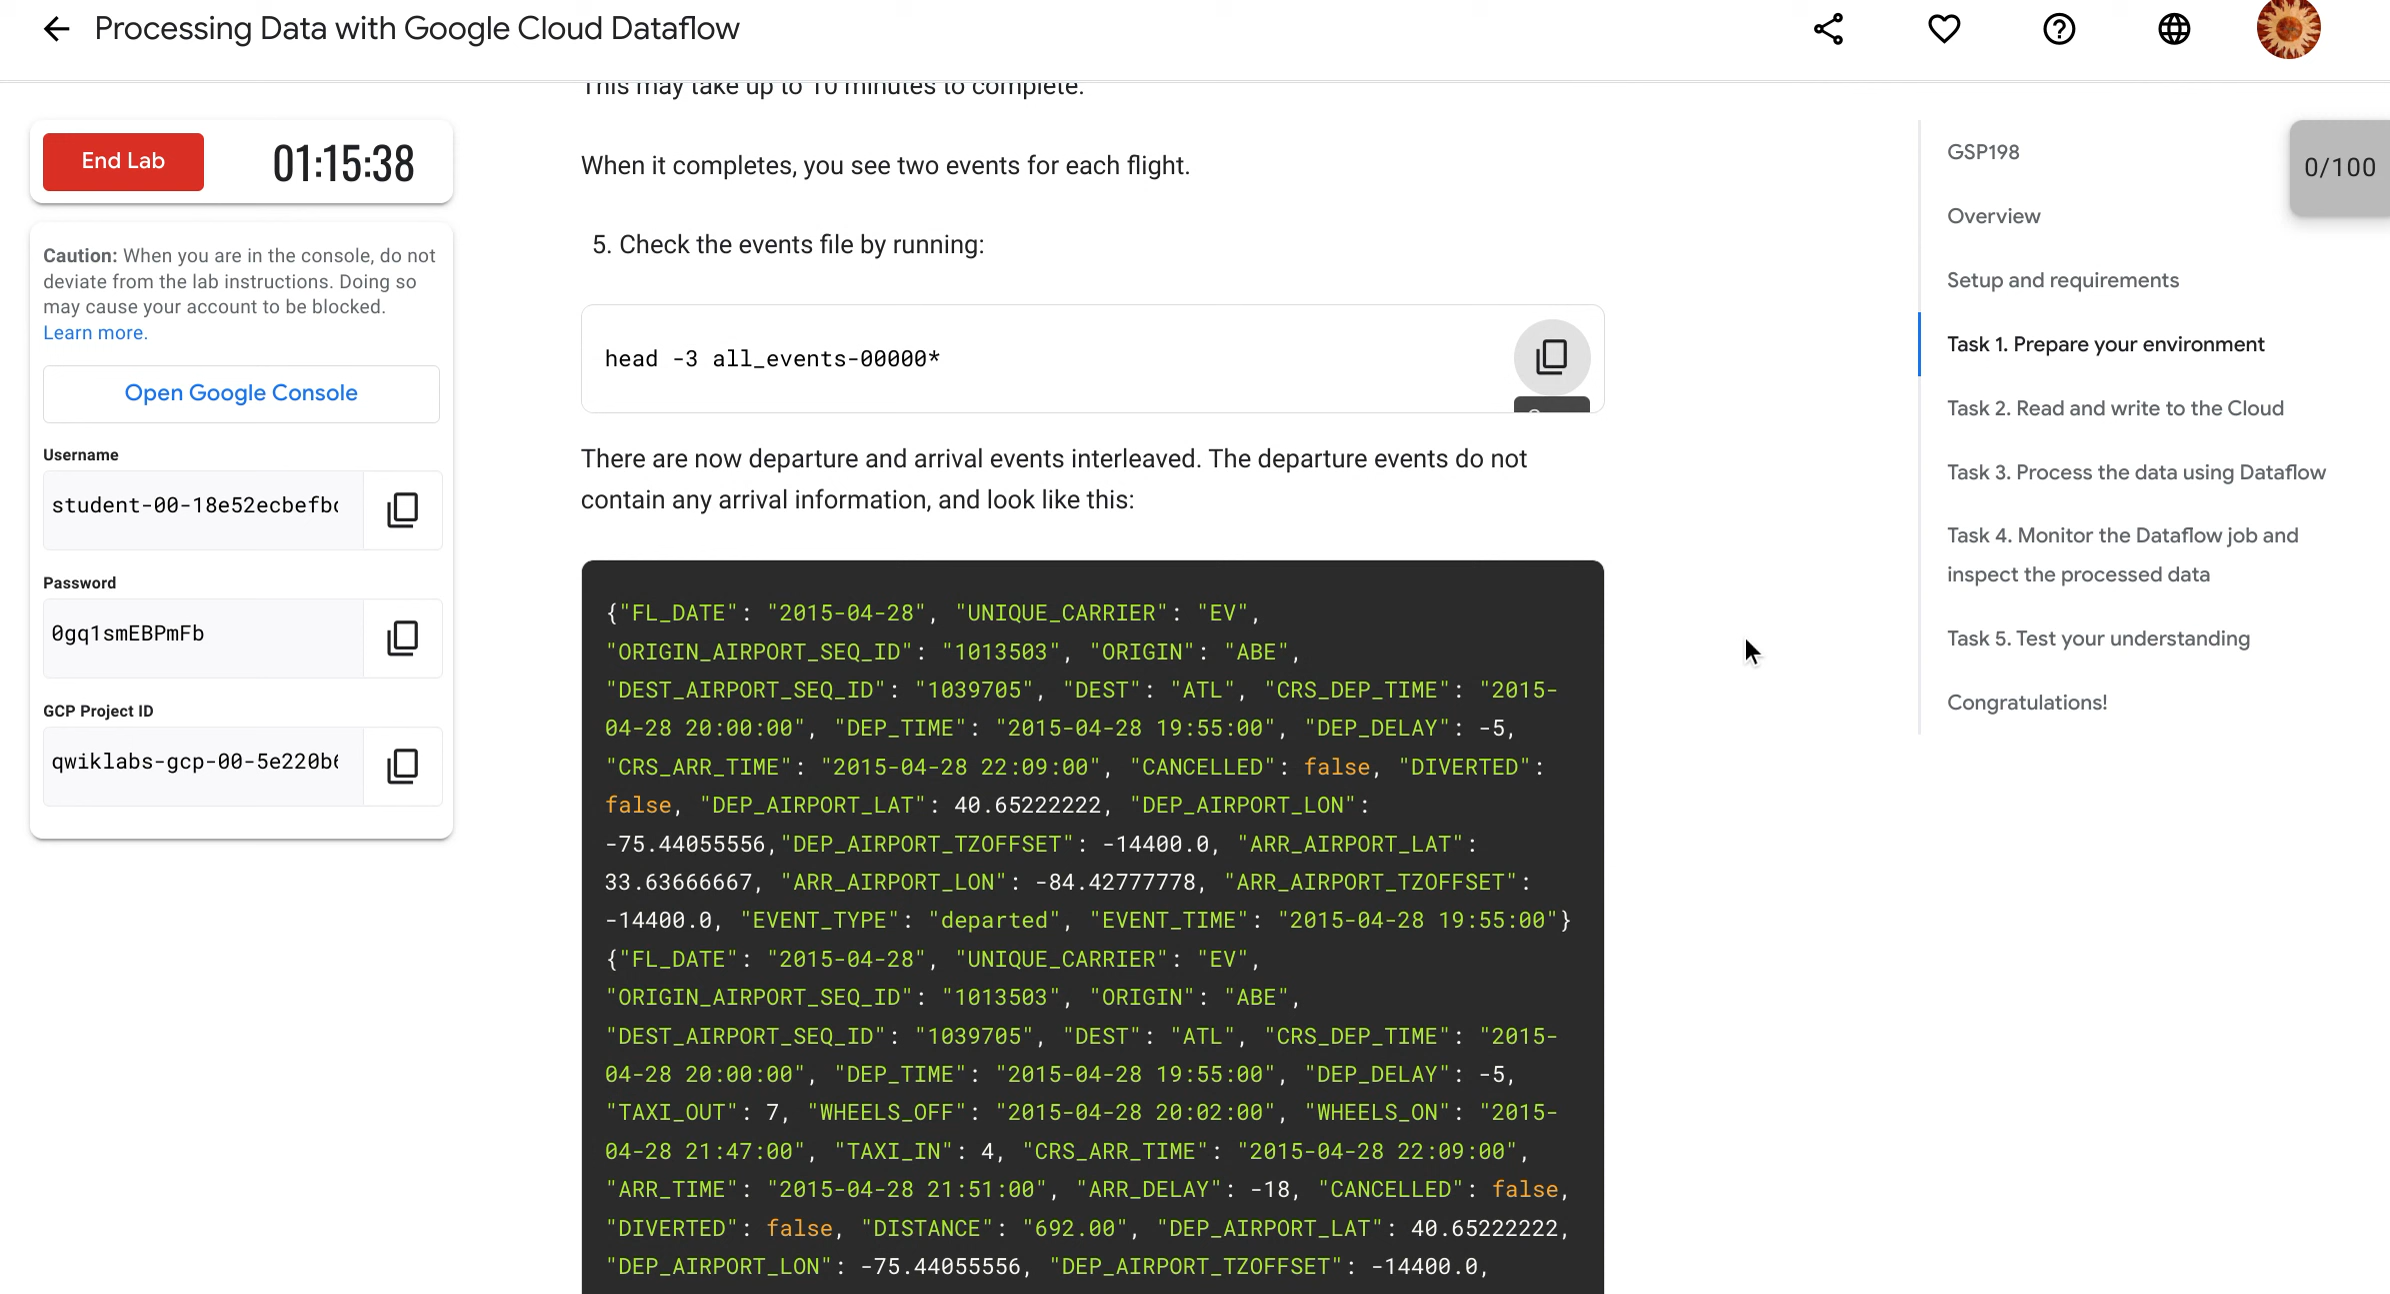 Processing Data with Google Cloud Dataflow
This may take up to 10 minutes to complete.
End Lab
01:15:38
Caution: When you are in the console, do not
deviate from the lab instructions. Doing so
may cause your account to be blocked.
Learn more.
Open Google Console
Username
student-00-18e52ecbefb
Password
0gq1smEBPmFb
GCP Project ID
qwiklabs-gcp-00-5e220b
When it completes, you see two events for each flight.
5. Check the events file by running:
head -3 all_events-00000*
There are now departure and arrival events interleaved. The departure events do not
contain any arrival information, and look like this:
{"FL_DATE": "2015-04-28", "UNIQUE_CARRIER": "EV",
"ORIGIN_AIRPORT_SEQ_ID": "1013503", "ORIGIN": "ABE",
"DEST_AIRPORT_SEQ_ID": "1039705", "DEST": "ATL", "CRS_DEP_TIME": "2015-
04-28 20:00:00", "DEP_TIME": "2015-04-28 19:55:00", "DEP_DELAY": -5,
"CRS_ARR_TIME": "2015-04-28 22:09:00", "CANCELLED": false, "DIVERTED":
false, "DEP_AIRPORT_LAT": 40.65222222, "DEP_AIRPORT_LON":
-75.44055556,"DEP_AIRPORT_TZOFFSET": -14400.0, "ARR_AIRPORT_LAT":
33.63666667, "ARR_AIRPORT_LON": -84.42777778, "ARR_AIRPORT_TZOFFSET":
-14400.0, "EVENT_TYPE": "departed", "EVENT_TIME": "2015-04-28 19:55:00"}
{"FL_DATE": "2015-04-28", "UNIQUE_CARRIER": "EV",
"ORIGIN_AIRPORT_SEQ_ID": "1013503", "ORIGIN": "ABE",
"DEST_AIRPORT_SEQ_ID": "1039705", "DEST": "ATL", "CRS_DEP_TIME": "2015-
04-28 20:00:00", "DEP_TIME": "2015-04-28 19:55:00", "DEP_DELAY": -5,
"TAXI_OUT": 7, "WHEELS_OFF": "2015-04-28 20:02:00", "WHEELS_ON": "2015-
04-28 21:47:00", "TAXI_IN": 4, "CRS_ARR_TIME": "2015-04-28 22:09:00",
"ARR_TIME": "2015-04-28 21:51:00", "ARR_DELAY": -18, "CANCELLED": false,
"DIVERTED": false, "DISTANCE": "692.00", "DEP_AIRPORT_LAT": 40.65222222,
"DEP_AIRPORT_LON": -75.44055556, "DEP_AIRPORT_TZOFFSET": -14400.0,
GSP198
Overview
Setup and requirements
Task 1. Prepare your environment
Task 2. Read and write to the Cloud
Task 3. Process the data using Dataflow
Task 4. Monitor the Dataflow job and
inspect the processed data
Task 5. Test your understanding
Congratulations!
0/100